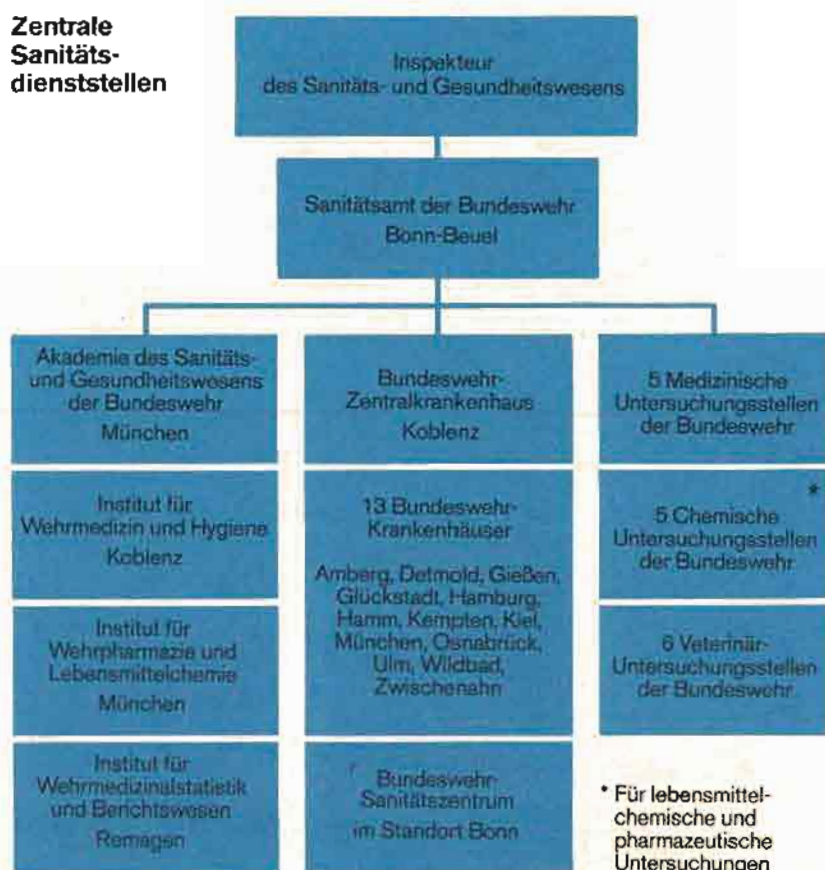 Zentrale
Sanitäts-
dienststellen
Inspekteur
des Sanitäts- und Gesundheitswesens
Sanitätsamt der Bundeswehr
Bonn-Beuel
Akademie des Sanitäts-
und Gesundheitswesens
der Bundeswehr
München
Institut für
Wehrmedizin und Hygiene
Koblenz
Institut für
Wehrpharmazie und
Lebensmittelchemie
München
Institut für
Wehrmedizinalstatistik
und Berichtswesen
Remagen
Bundeswehr-
Zentralkrankenhaus
Koblenz
13 Bundeswehr-
Krankenhäuser
Amberg, Detmold, Gießen,
Glückstadt, Hamburg,
Hamm, Kempten, Kiel,
München, Osnabrück,
Ulm, Wildbad,
Zwischenahn
Bundeswehr-
Sanitätszentrum
im Standort Bonn
5 Medizinische
Untersuchungsstellen
der Bundeswehr
*
5 Chemische
Untersuchungsstellen
der Bundeswehr
6 Veterinär-
Untersuchungsstellen
der Bundeswehr
* Für lebensmittel-
chemische und
pharmazeutische
Untersuchungen